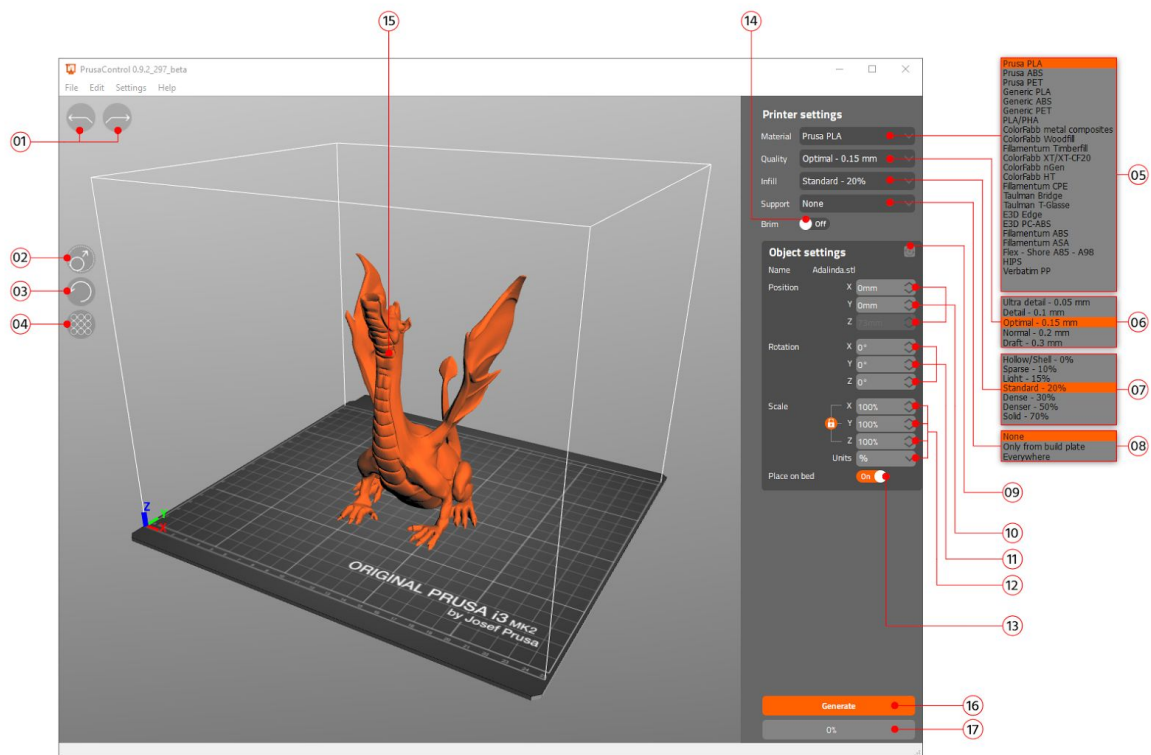 15
14
PrusaControl 0.9.2_297_beta
File Edit Settings Help
01
02
03
04
Printer settings
Material Prusa PLA
Quality Optimal - 0.15 mm
Infill Standard - 20%
Support None
Brim Off
Object settings
Name Adalinda.stl
Position X 0mm
Y 0mm
Z
Rotation X 0°
Y 0°
Z 0°
Scale X 100%
Y 100%
Z 100%
Units %
Place on bed On
Generate
0%
Z
Y
X
ORIGINAL PRUSA i3 MK2
by Josef Prusa
Prusa PLA
Prusa ABS
Prusa PET
Generic PLA
Generic ABS
Generic PET
PLA/PHA
ColorFabb metal composites
ColorFabb Woodfill
Fillamentum Timberfill
ColorFabb XT/XT-CF20
ColorFabb nGen
ColorFabb HT
Fillamentum CPE
Taulman Bridge
Taulman T-Glasse
E3D Edge
E3D PC-ABS
Fillamentum ABS
Fillamentum ASA
Flex - Shore A85 - A98
HIPS
Verbatim PP
05
Ultra detail - 0.05 mm
Detail - 0.1 mm
Optimal - 0.15 mm
Normal - 0.2 mm
Draft - 0.3 mm
06
Hollow/Shell - 0%
Sparse - 10%
Light - 15%
Standard - 20%
Dense - 30%
Denser - 50%
Solid - 70%
07
None
Only from build plate
Everywhere
08
09
10
11
12
13
16
17